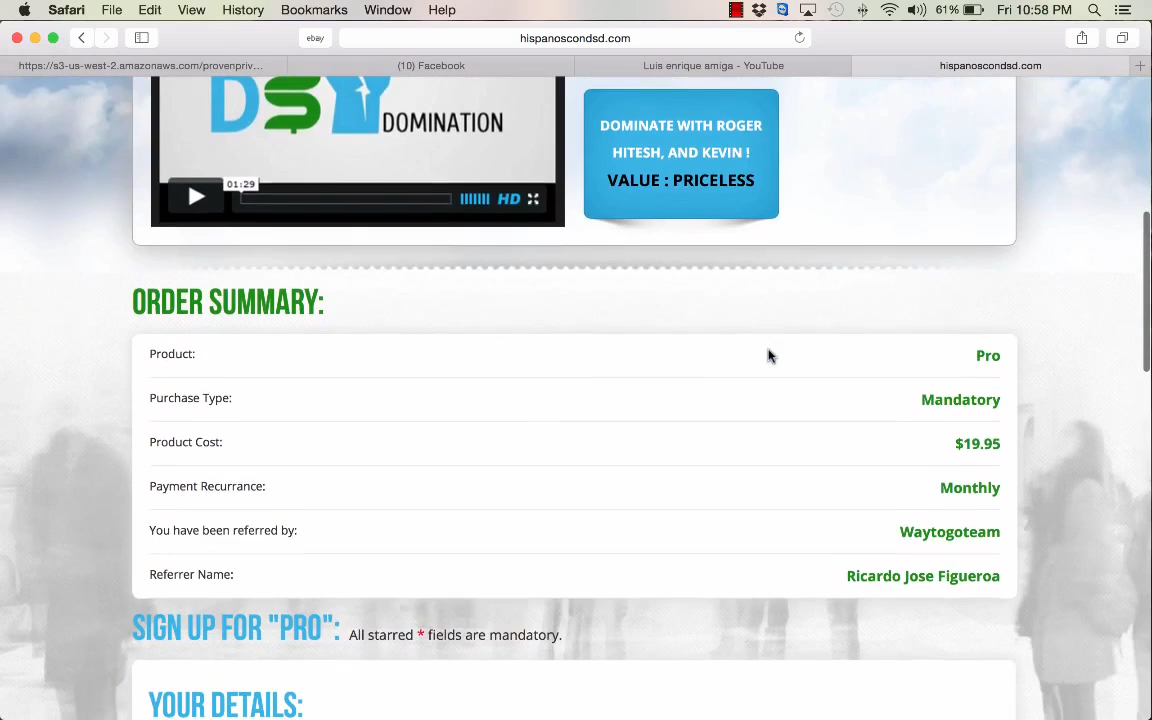 Safari File Edit View History Bookmarks Window Help 61% Fri 10:58 PM
ebay hispanoscondsd.com
https://s3-us-west-2.amazonaws.com/provenpriv... (10) Facebook Luis enrique amiga - YouTube hispanoscondsd.com
D$Y DOMINATION
01:29
HD
DOMINATE WITH ROGER
HITESH, AND KEVIN !
VALUE : PRICELESS
ORDER SUMMARY:
Product: Pro
Purchase Type: Mandatory
Product Cost: $19.95
Payment Recurrance: Monthly
You have been referred by: Waytogoteam
Referrer Name: Ricardo Jose Figueroa
SIGN UP FOR "PRO": All starred * fields are mandatory.
YOUR DETAILS: